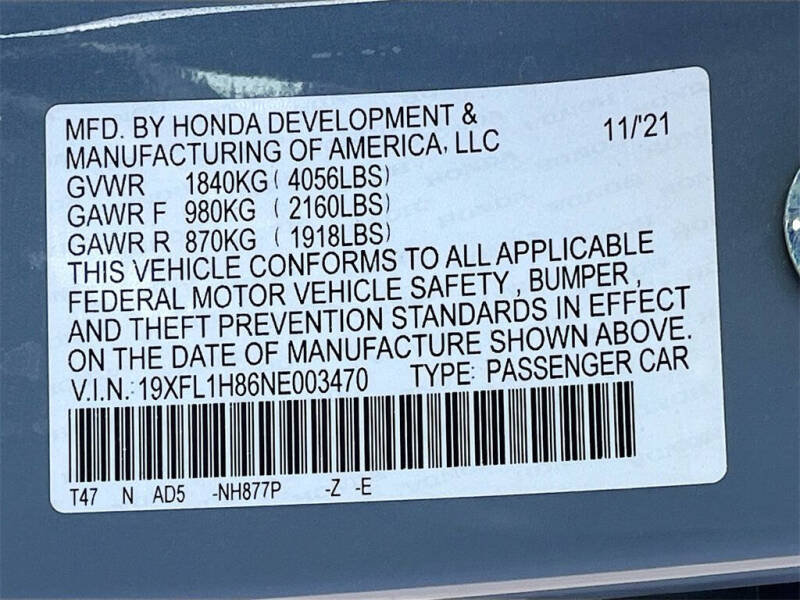 MFD. BY HONDA DEVELOPMENT &
MANUFACTURING OF AMERICA, LLC 11/'21
GVWR 1840KG ( 4056LBS)
GAWR F 980KG ( 2160LBS)
GAWR R 870KG ( 1918LBS)
THIS VEHICLE CONFORMS TO ALL APPLICABLE
FEDERAL MOTOR VEHICLE SAFETY , BUMPER ,
AND THEFT PREVENTION STANDARDS IN EFFECT
ON THE DATE OF MANUFACTURE SHOWN ABOVE.
V.I.N.:19XFL1H86NE003470 TYPE: PASSENGER CAR
T47 N AD5 -NH877P -Z -E